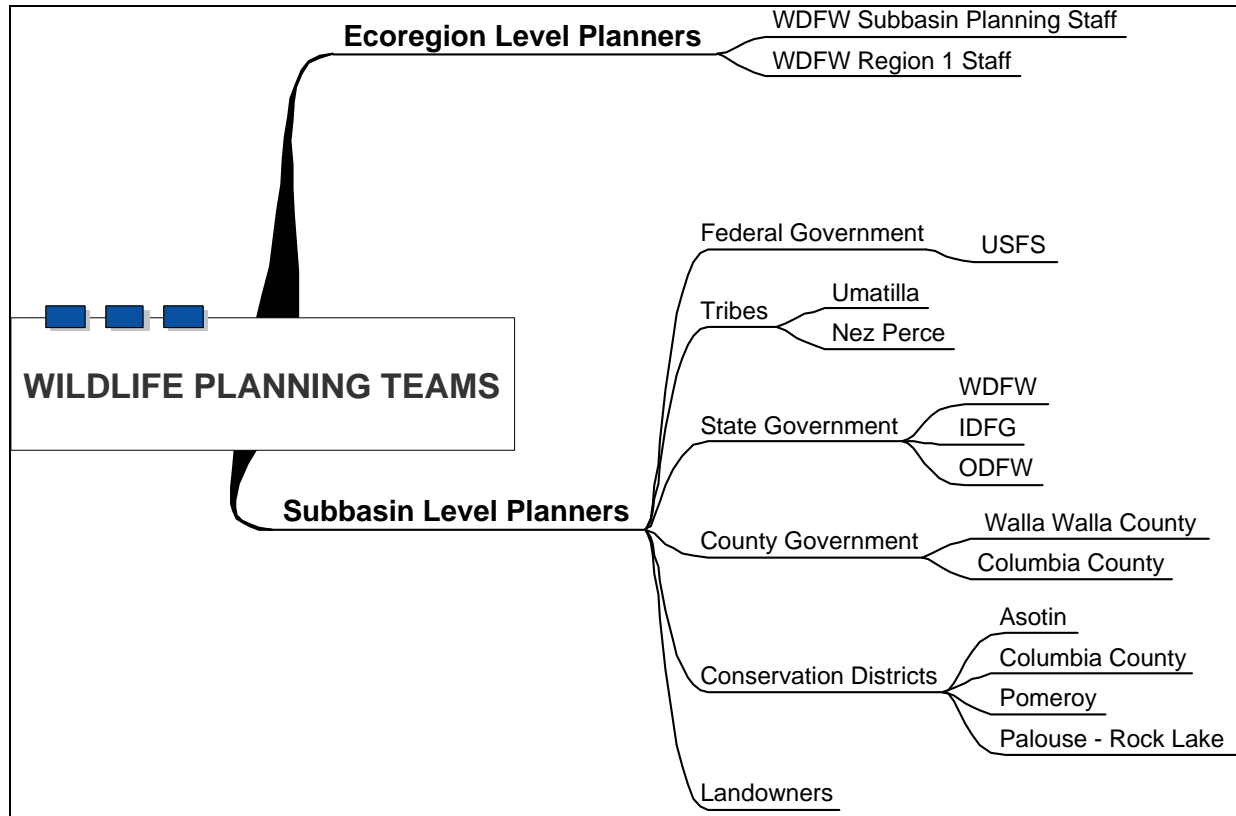 Ecoregion Level Planners
WDFW Subbasin Planning Staff
WDFW Region 1 Staff
WILDLIFE PLANNING TEAMS
Subbasin Level Planners
Federal Government
USFS
Tribes
Umatilla
Nez Perce
State Government
WDFW
IDFG
ODFW
County Government
Walla Walla County
Columbia County
Conservation Districts
Asotin
Columbia County
Pomeroy
Palouse - Rock Lake
Landowners